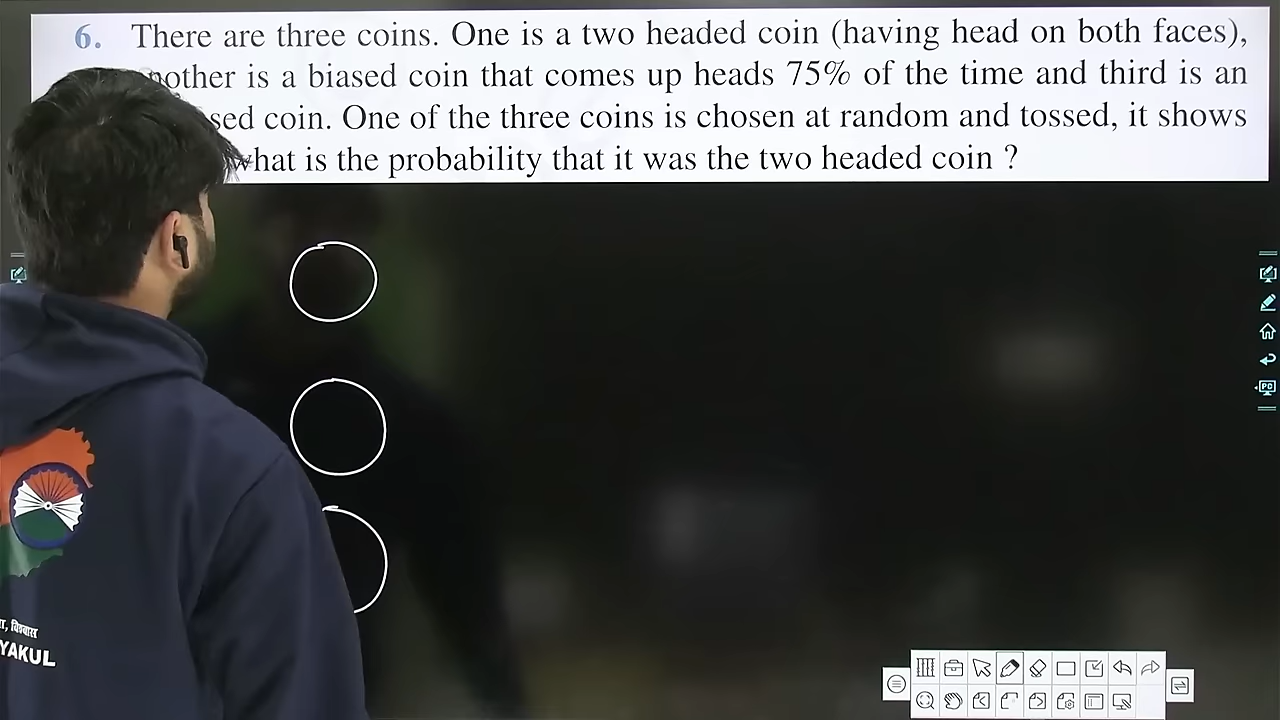 6. There are three coins. One is a two headed coin (having head on both faces),
is a biased coin that comes up heads 75% of the time and third is an
coin. One of the three coins is chosen at random and tossed, it shows
what is the probability that it was the two headed coin ?
YAKUL